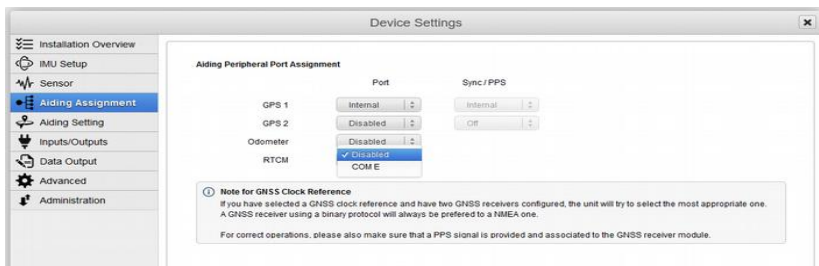 Device Settings
Installation Overview
IMU Setup
Sensor
Aiding Assignment
Aiding Setting
Inputs/Outputs
Data Output
Advanced
Administration
Aiding Peripheral Port Assignment
Port Sync / PPS
GPS 1 Internal Internal
GPS 2 Disabled Off
Odometer Disabled
Disabled
RTCM
COM E
Note for GNSS Clock Reference
If you have selected a GNSS clock reference and have two GNSS receivers configured, the unit will try to select the most appropriate one.
A GNSS receiver using a binary protocol will always be prefered to a NMEA one.
For correct operations, please also make sure that a PPS signal is provided and associated to the GNSS receiver module.